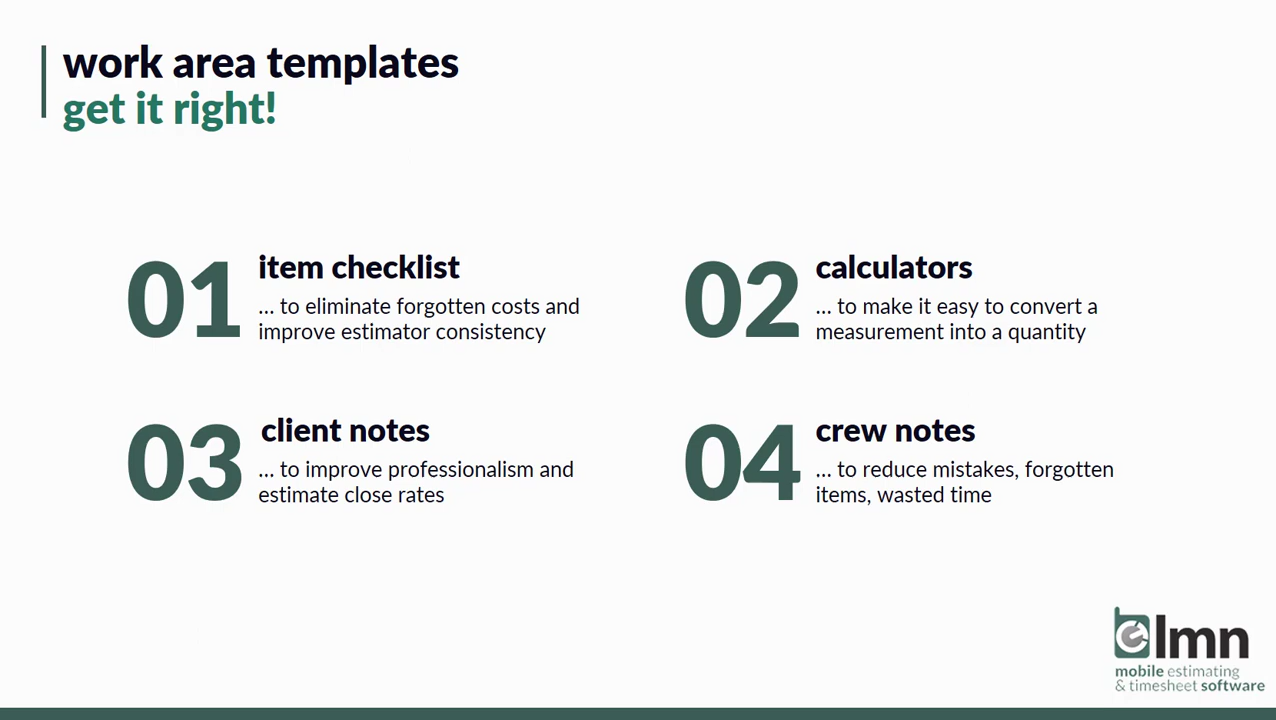 work area templates
get it right!
01
item checklist
... to eliminate forgotten costs and
improve estimator consistency
02
calculators
... to make it easy to convert a
measurement into a quantity
03
client notes
... to improve professionalism and
estimate close rates
04
crew notes
... to reduce mistakes, forgotten
items, wasted time
lmn
mobile estimating
& timesheet software